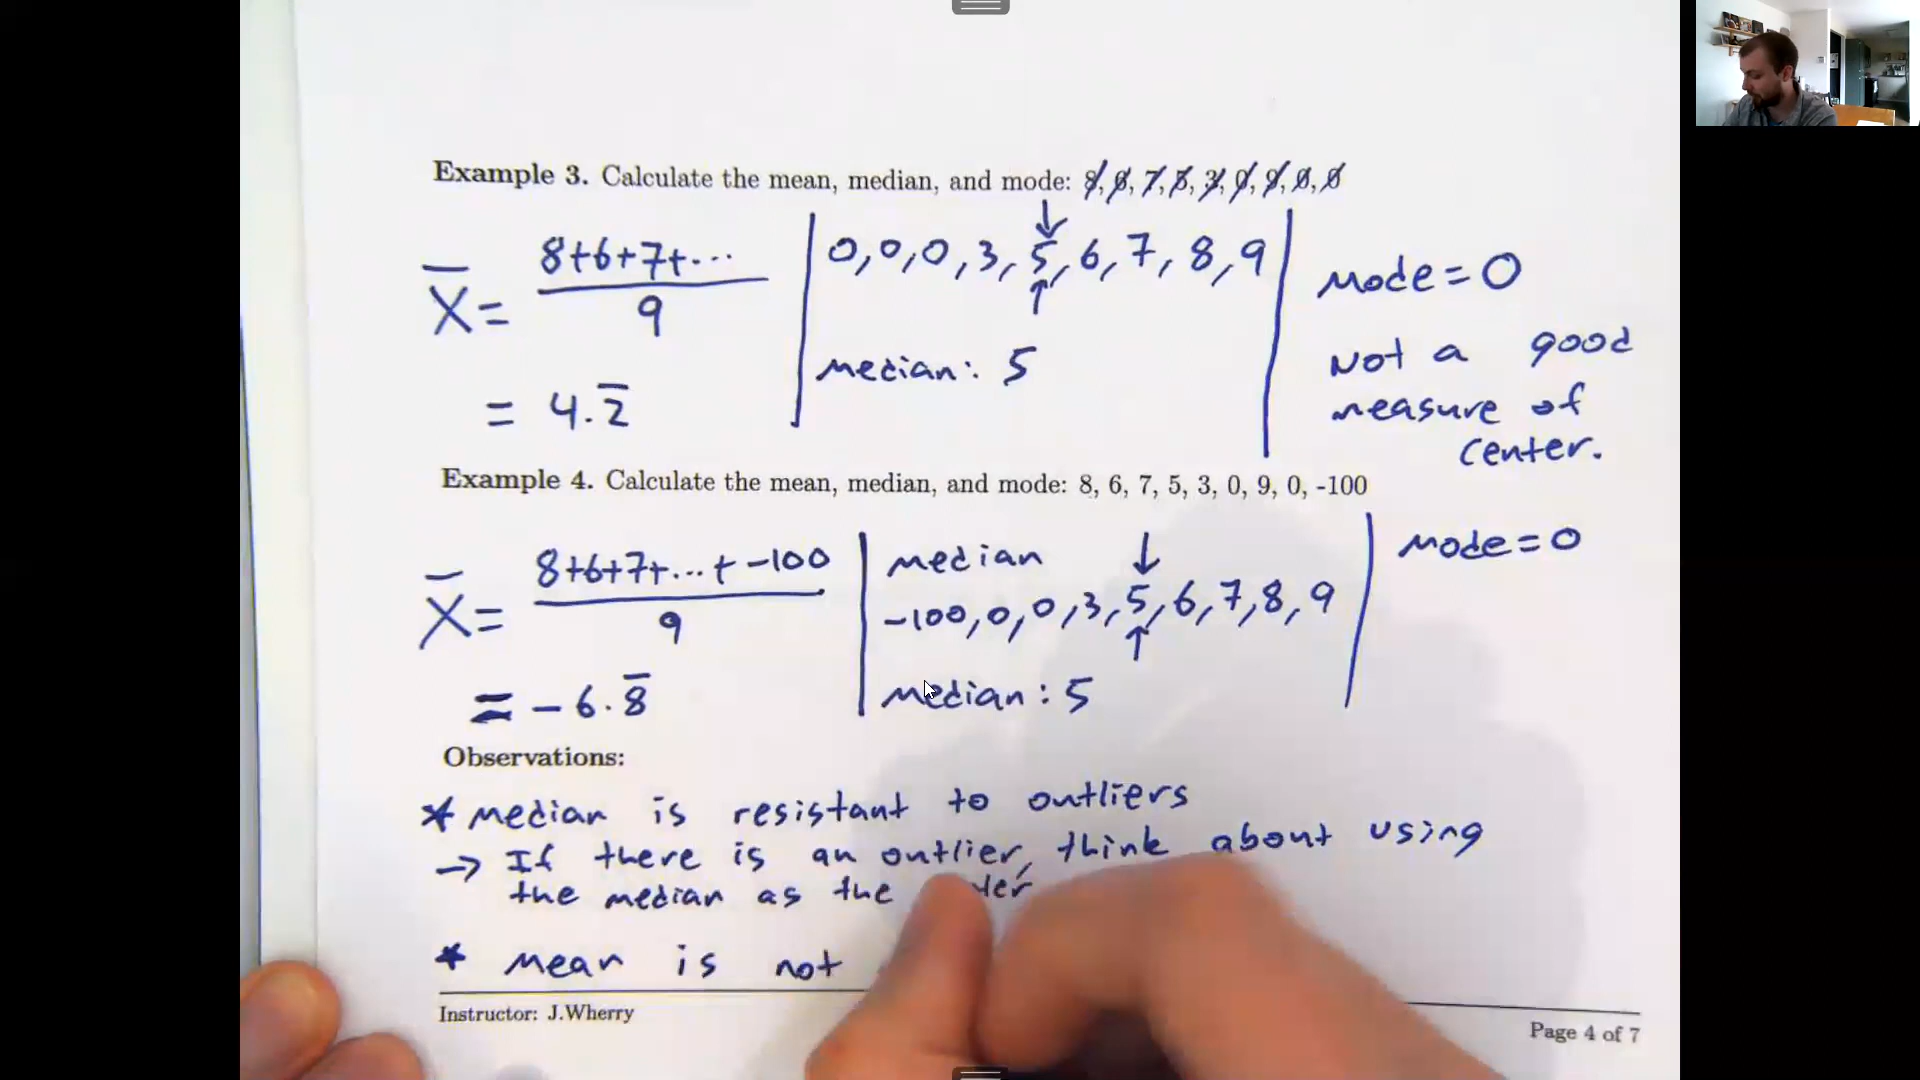 Example 3. Calculate the mean, median, and mode: 8, 6, 7, 5, 3, 0, 9, 0, 0
X̄ = 8+6+7+... / 9
= 4.2̅
0, 0, 0, 3, 5, 6, 7, 8, 9
median: 5
Mode = 0
Not a good
measure of
center.
Example 4. Calculate the mean, median, and mode: 8, 6, 7, 5, 3, 0, 9, 0, -100
X̄ = 8+6+7+...+ -100 / 9
= -6.8̅
median
-100, 0, 0, 3, 5, 6, 7, 8, 9
median: 5
Mode = 0
Observations:
* median is resistant to outliers
→ If there is an outlier, think about using
the median as the
* mean is not
Instructor: J.Wherry
Page 4 of 7